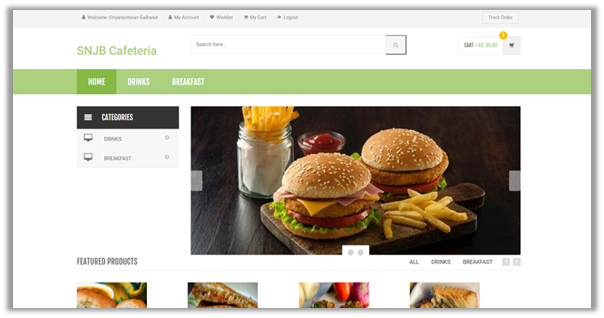 Welcome -Dnyaneshwari Gaikwad My Account Wishlist My Cart Logout Track Order
SNJB Cafeteria
Search here...
CART - RS. 50.00
1
HOME DRINKS BREAKFAST
CATEGORIES
DRINKS
BREAKFAST
FEATURED PRODUCTS
ALL DRINKS BREAKFAST